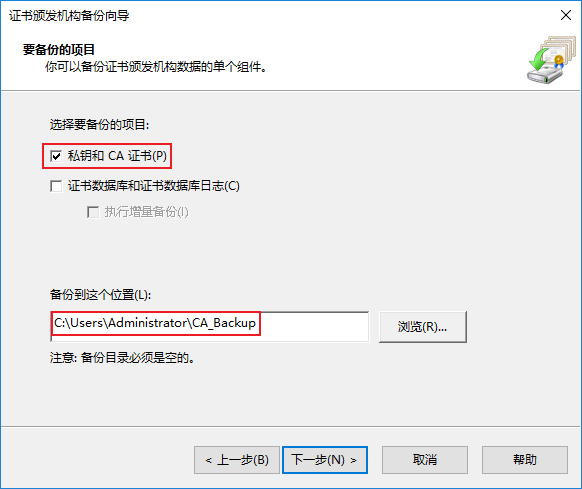 证书颁发机构备份向导
要备份的项目
你可以备份证书颁发机构数据的单个组件。
选择要备份的项目:
私钥和 CA 证书(P)
证书数据库和证书数据库日志(C)
执行增量备份(I)
备份到这个位置(L):
C:\Users\Administrator\CA_Backup
浏览(R)...
注意: 备份目录必须是空的。
< 上一步(B)
下一步(N) >
取消
帮助